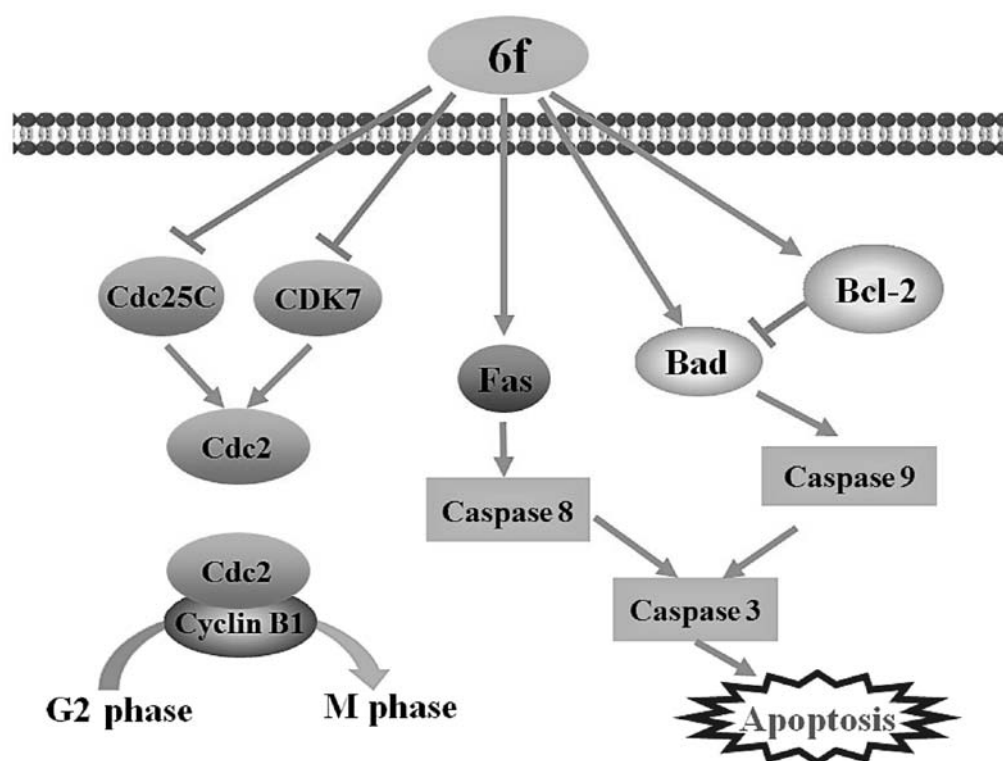 6f
Cdc25C
CDK7
Bcl-2
Bad
Fas
Cdc2
Caspase 9
Caspase 8
Cdc2
Caspase 3
Cyclin B1
G2 phase
M phase
Apoptosis